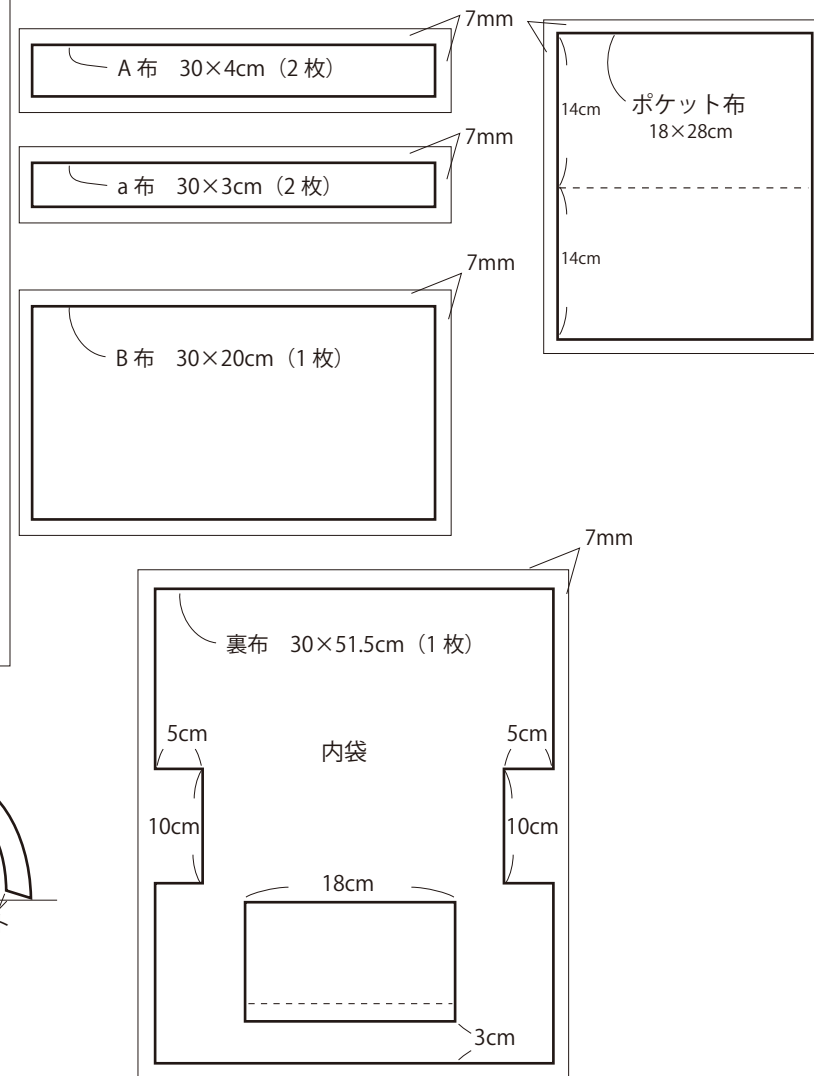 7mm
A布 30×4cm（2枚）
7mm
a布 30×3cm（2枚）
7mm
B布 30×20cm（1枚）
14cm
ポケット布
18×28cm
14cm
7mm
裏布 30×51.5cm（1枚）
5cm
5cm
内袋
10cm
10cm
18cm
3cm